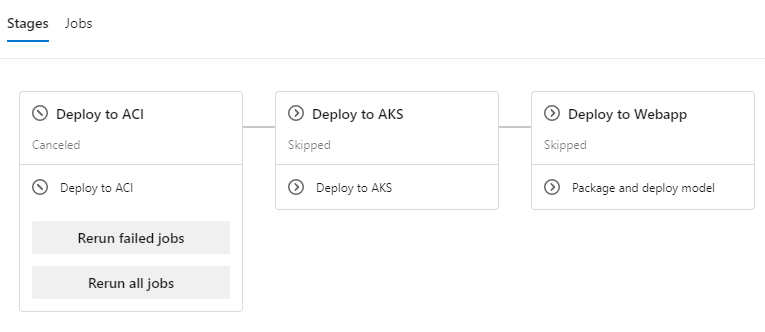 Stages Jobs
Deploy to ACI
Canceled
Deploy to ACI
Rerun failed jobs
Rerun all jobs
Deploy to AKS
Skipped
Deploy to AKS
Deploy to Webapp
Skipped
Package and deploy model